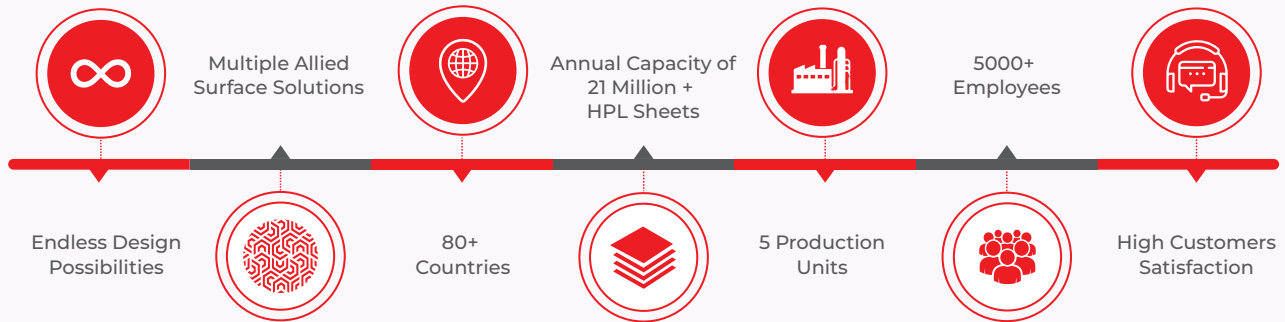 Endless Design
Possibilities
Multiple Allied
Surface Solutions
80+
Countries
Annual Capacity of
21 Million +
HPL Sheets
5 Production
Units
5000+
Employees
High Customers
Satisfaction